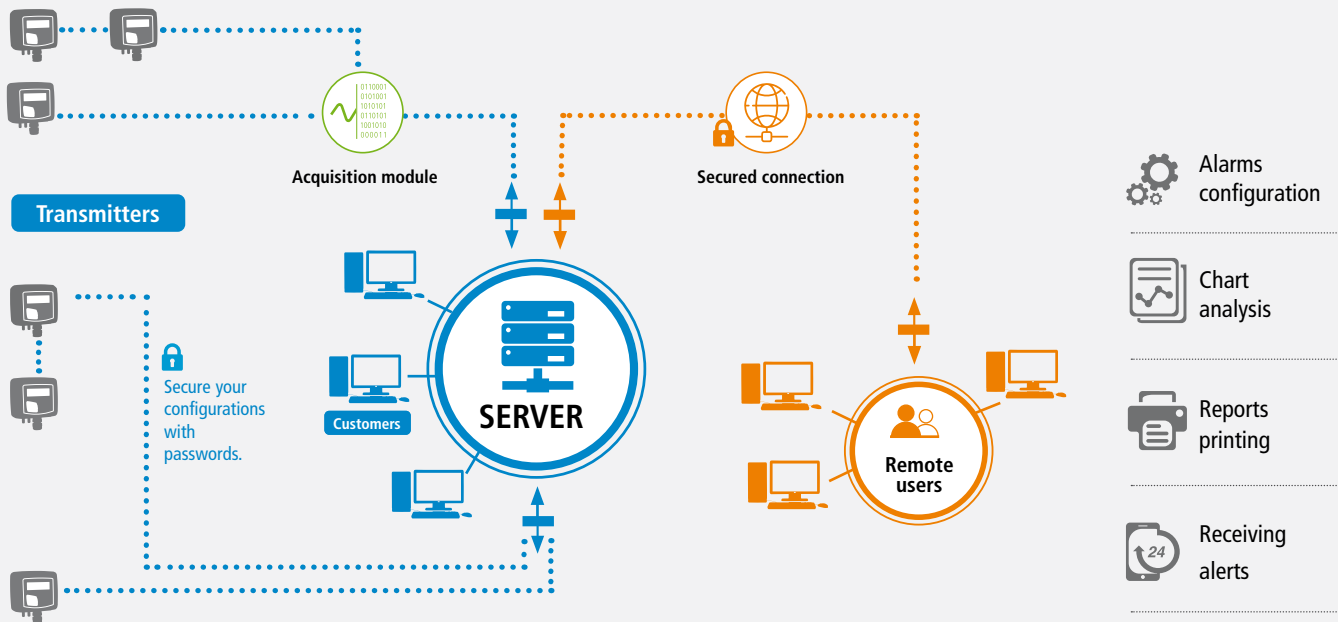 0110001
0101001
1010101
0110101
1001010
000011
Acquisition module
Secured connection
Transmitters
Secure your
configurations
with
passwords.
Customers
SERVER
Remote
users
Alarms
configuration
Chart
analysis
Reports
printing
24
Receiving
alerts